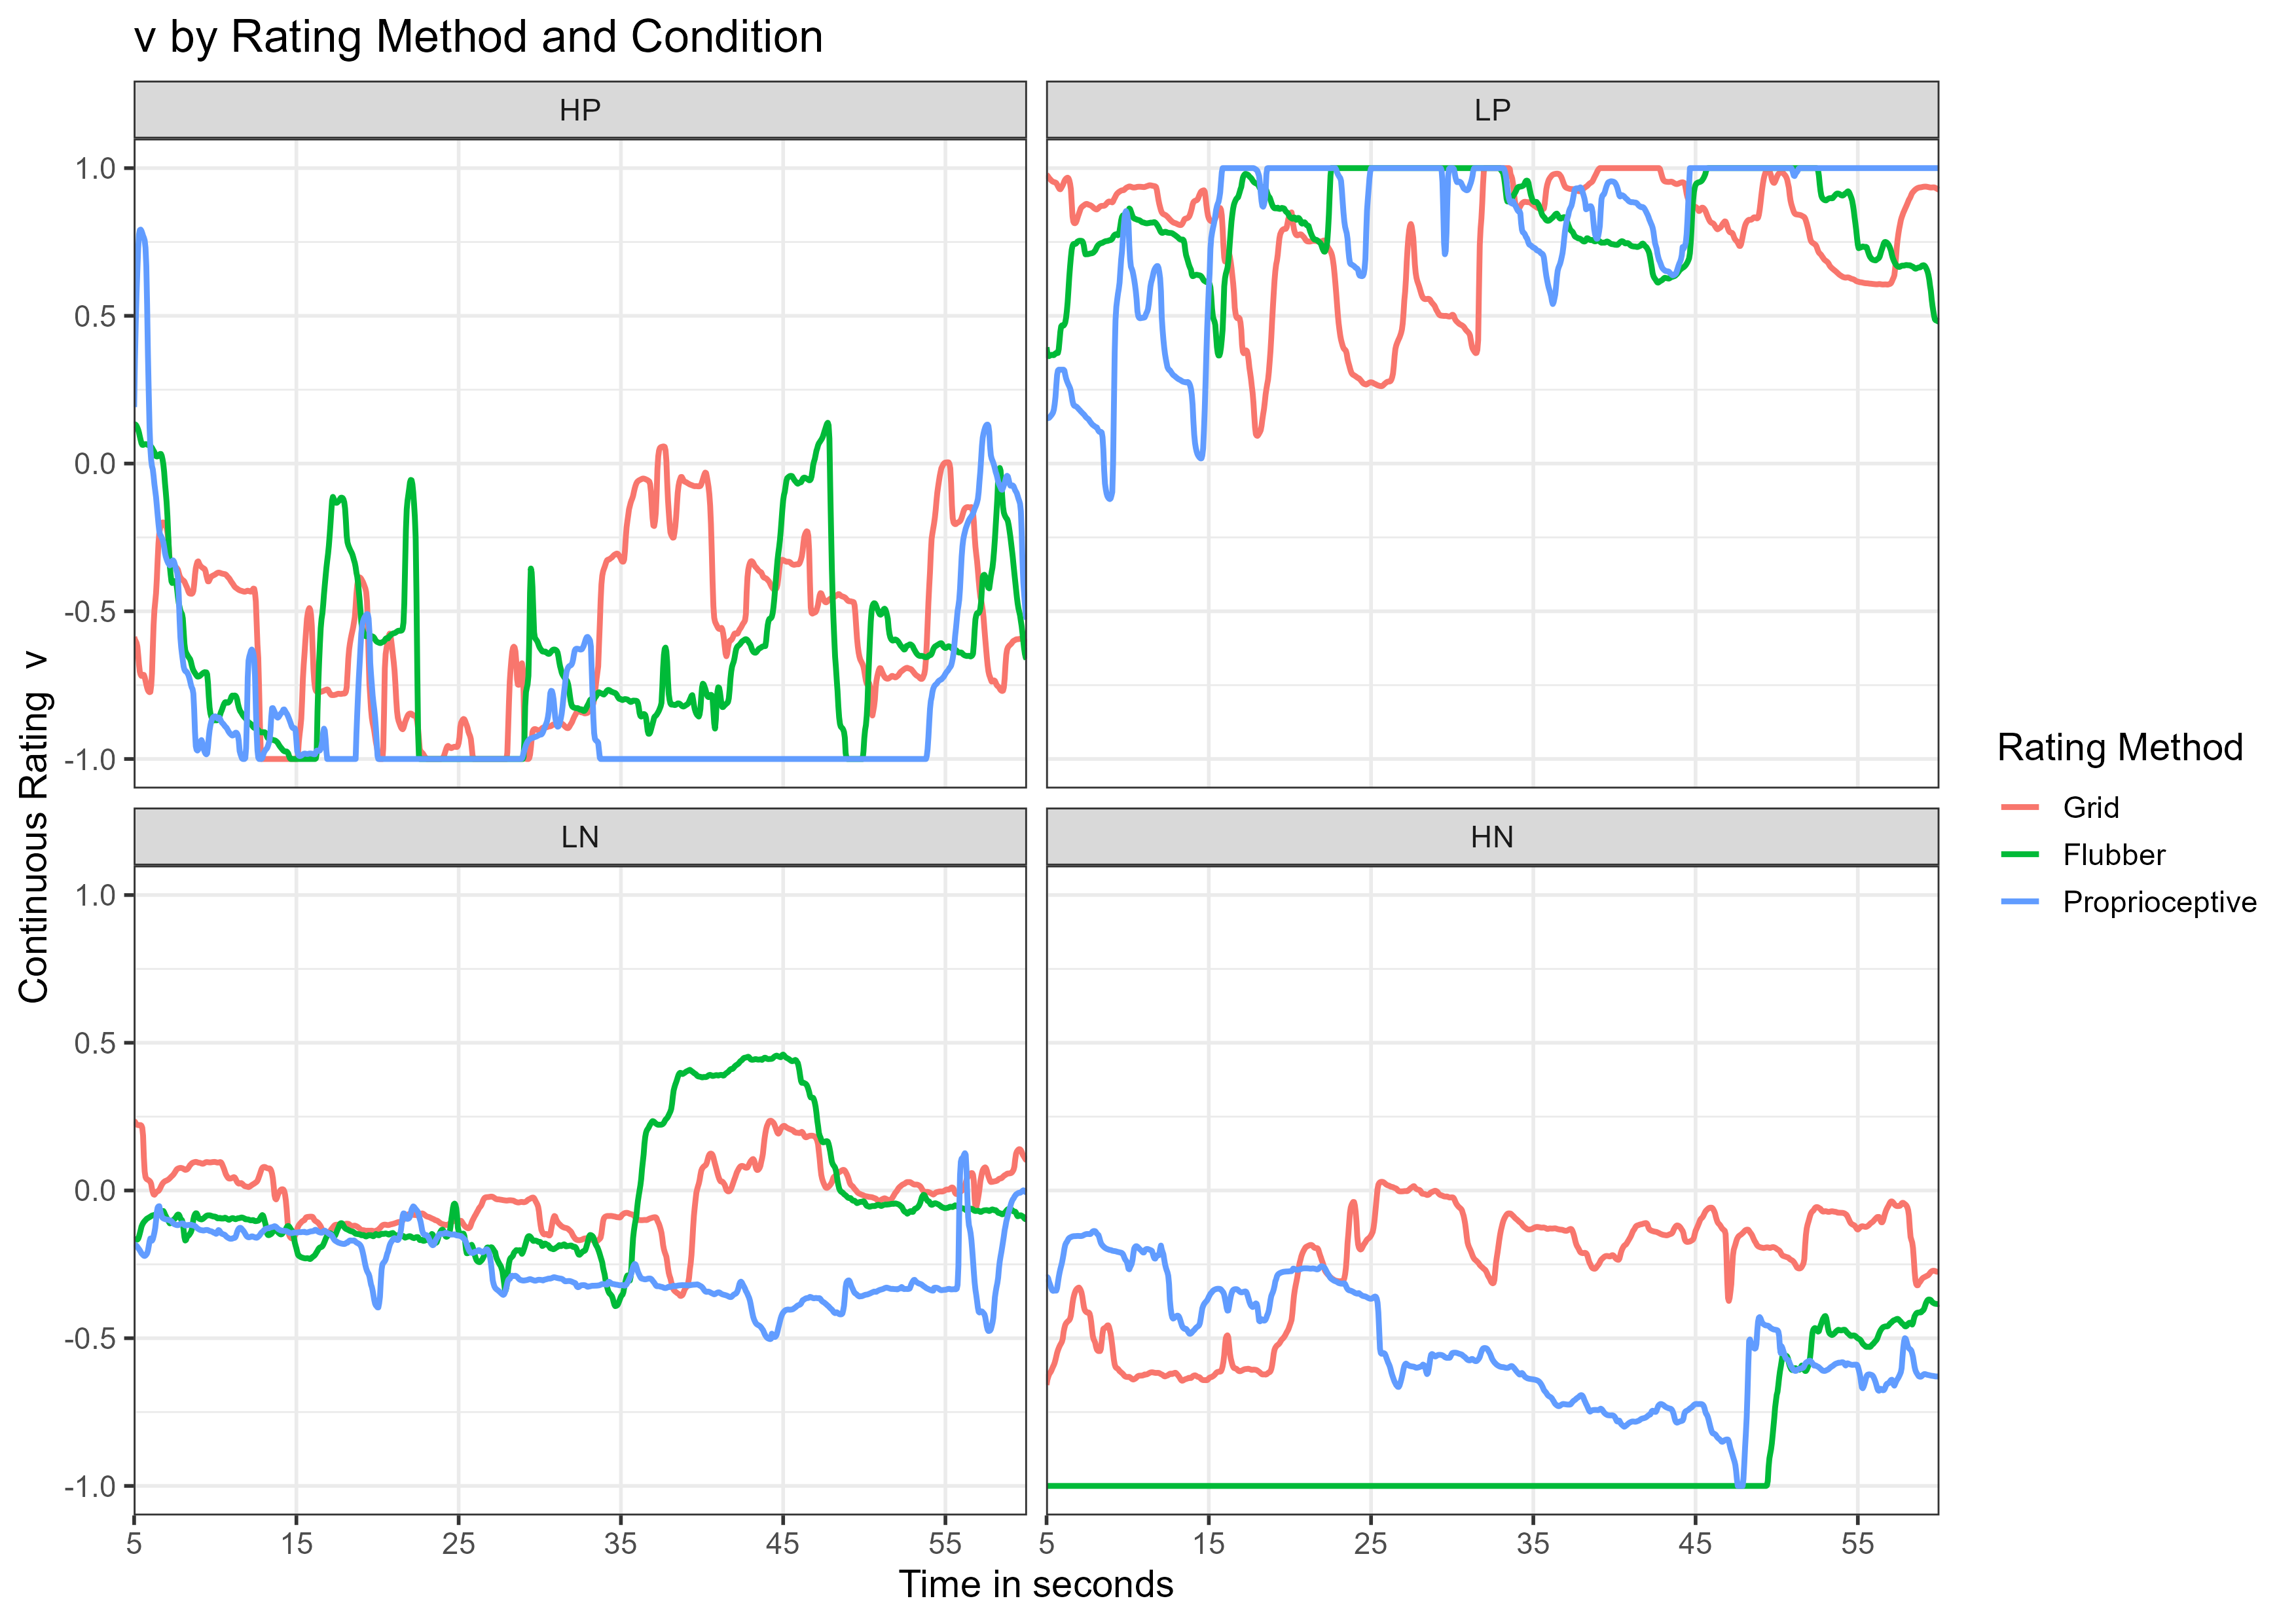 v by Rating Method and Condition
HP
LP
1.0
0.5
0.0
-0.5
-1.0
LN
HN
1.0
0.5
0.0
-0.5
-1.0
5 15 25 35 45 55
5 15 25 35 45 55
Time in seconds
Continuous Rating v
Rating Method
Grid
Flubber
Proprioceptive